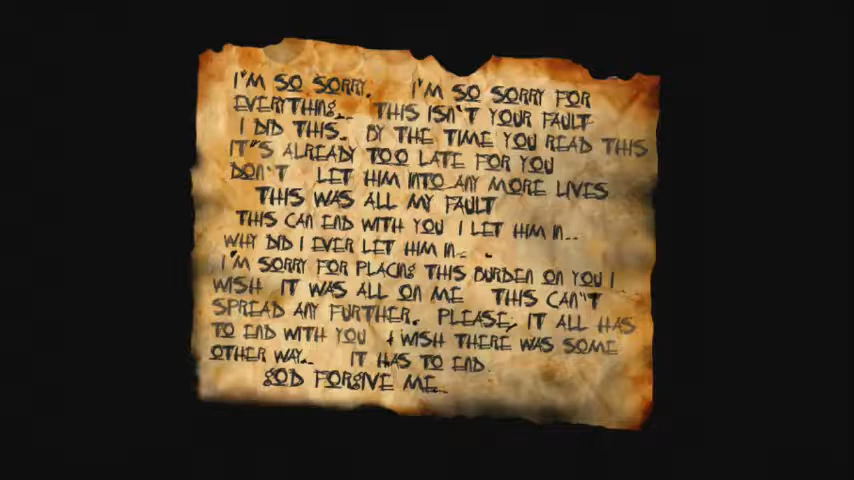 I'M SO SORRY. I'M SO SORRY FOR
EVERYTHING... THIS ISN'T YOUR FAULT
I DID THIS.. BY THE TIME YOU READ THIS
IT"S ALREADY TOO LATE FOR YOU
DON'T LET HIM INTO ANY MORE LIVES
THIS WAS ALL MY FAULT
THIS CAN END WITH YOU I LET HIM IN...
WHY DID I EVER LET HIM IN.. .
I'M SORRY FOR PLACING THIS BURDEN ON YOU I
WISH IT WAS ALL ON ME THIS CAN"T
SPREAD ANY FURTHER. PLEASE, IT ALL HAS
TO END WITH YOU I WISH THERE WAS SOME
OTHER WAY... IT HAS TO END.
GOD FORGIVE ME...